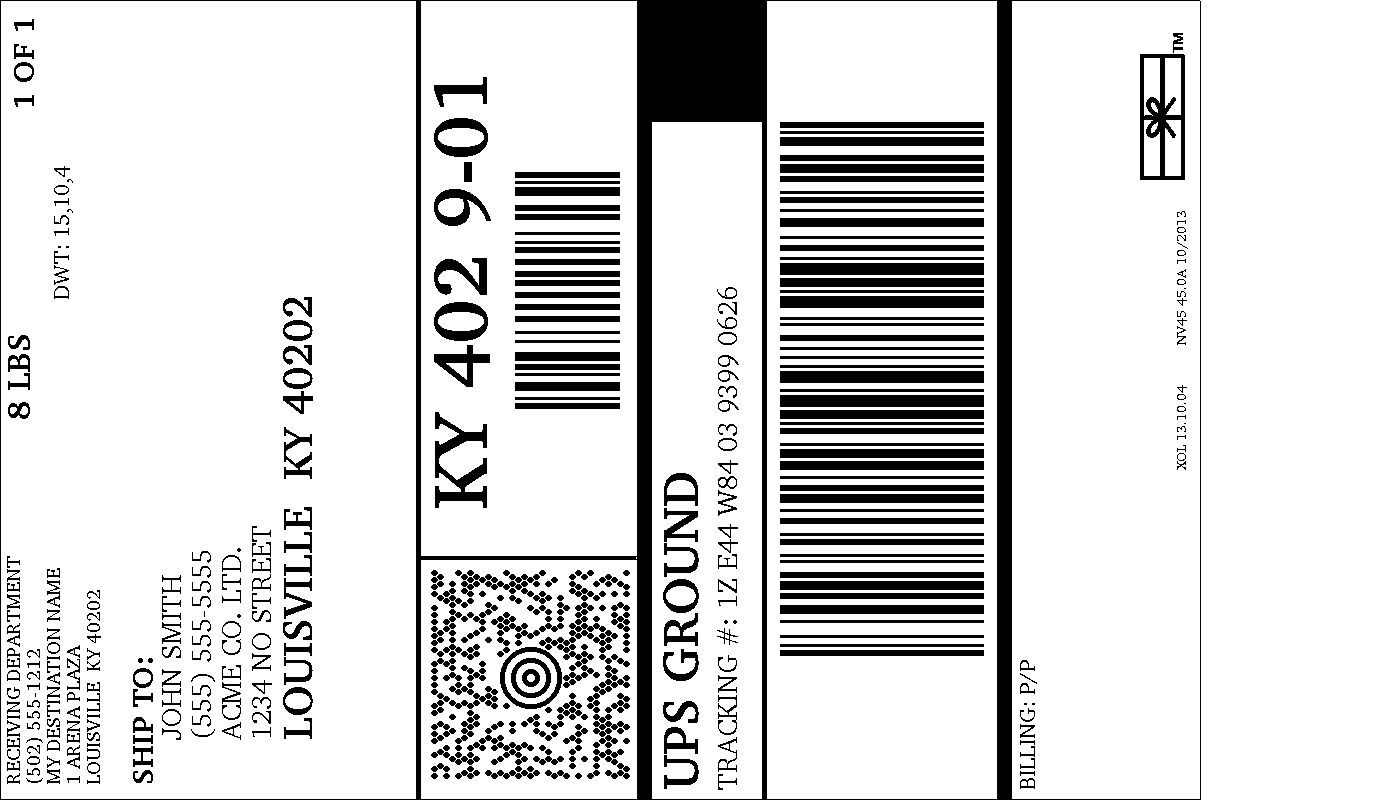 RECEIVING DEPARTMENT
(502) 555-1212
MY DESTINATION NAME
1 ARENA PLAZA
LOUISVILLE KY 40202
8 LBS
1 OF 1
DWT: 15,10,4
SHIP TO:
JOHN SMITH
(555) 555-5555
ACME CO. LTD.
1234 NO STREET
LOUISVILLE KY 40202
KY 402 9-01
UPS GROUND
TRACKING #: 1Z E44 W84 03 9399 0626
BILLING: P/P
XOL 13.10.04 NV45 45.0A 10/2013
TM